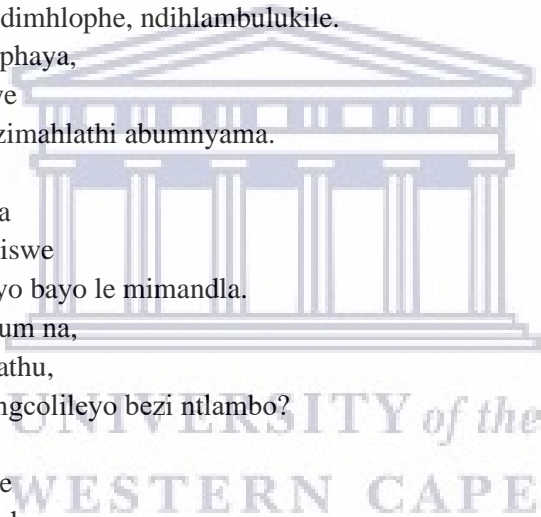 dimhlophe, ndihlambulukile.
phaya,
ve
zimahlathi abumnyama.
a
iswe
yo bayo le mimandla.
um na,
athu,
ngcolileyo bezi ntlambo?
UNIVERSITY of the
e
WESTERN CAPE